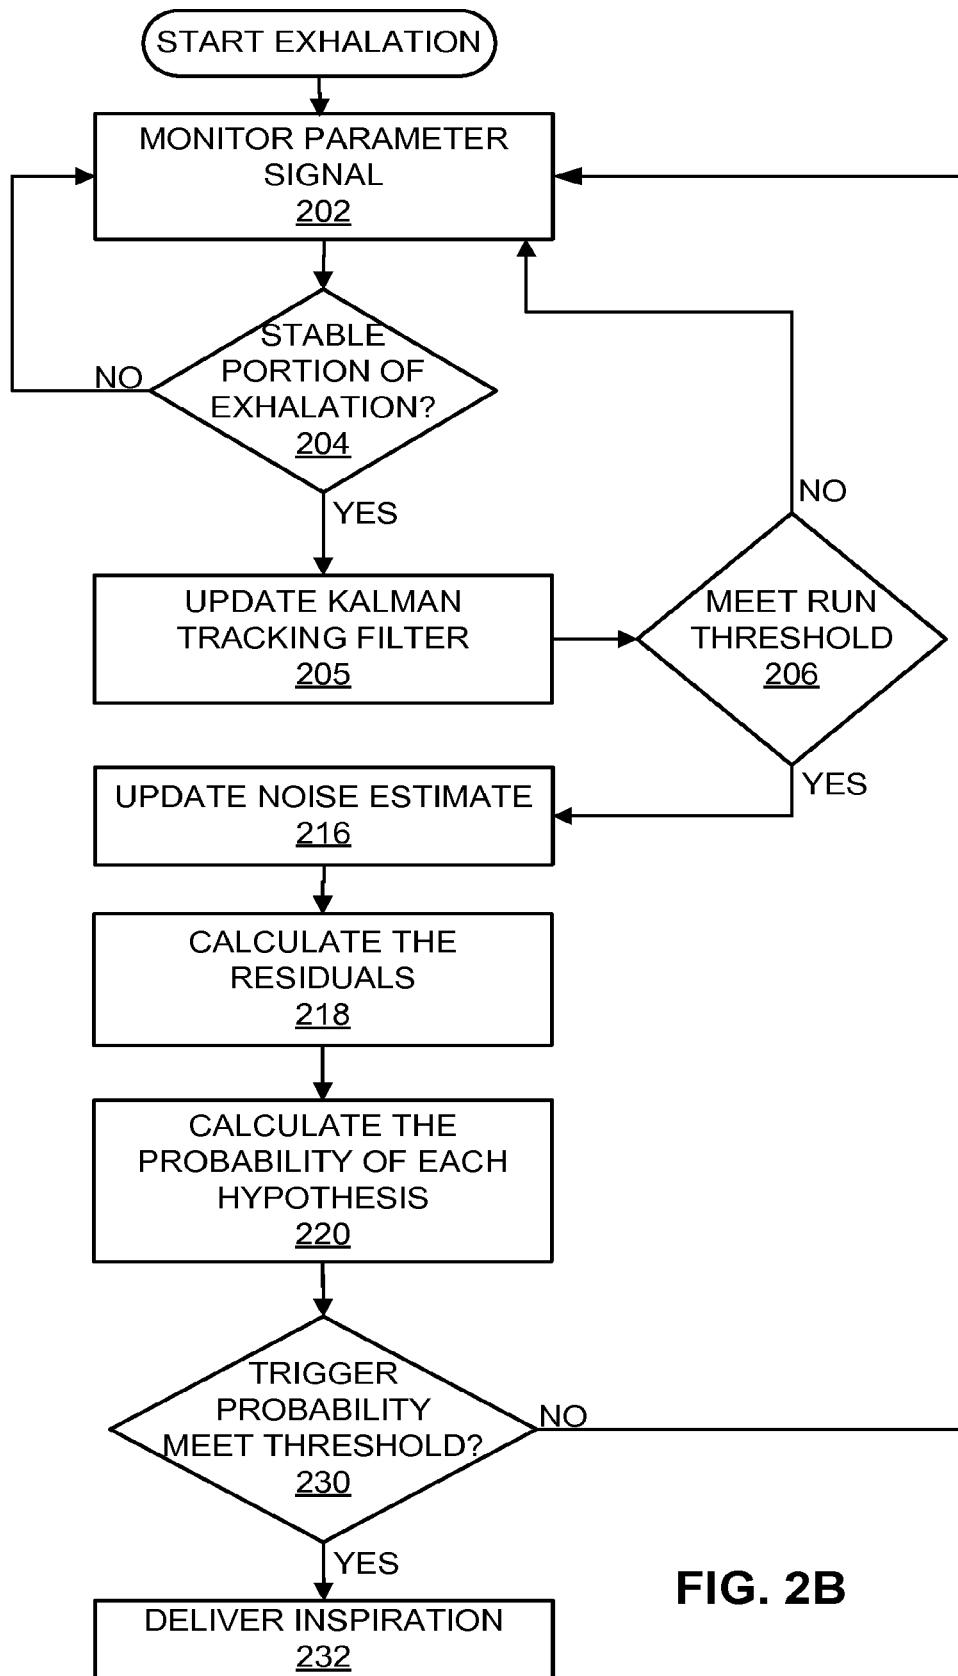 START EXHALATION
MONITOR PARAMETER
SIGNAL
202
STABLE
PORTION OF
EXHALATION?
204
NO
YES
UPDATE KALMAN
TRACKING FILTER
205
MEET RUN
THRESHOLD
206
NO
YES
UPDATE NOISE ESTIMATE
216
CALCULATE THE
RESIDUALS
218
CALCULATE THE
PROBABILITY OF EACH
HYPOTHESIS
220
TRIGGER
PROBABILITY
MEET THRESHOLD?
230
NO
YES
DELIVER INSPIRATION
232
FIG. 2B